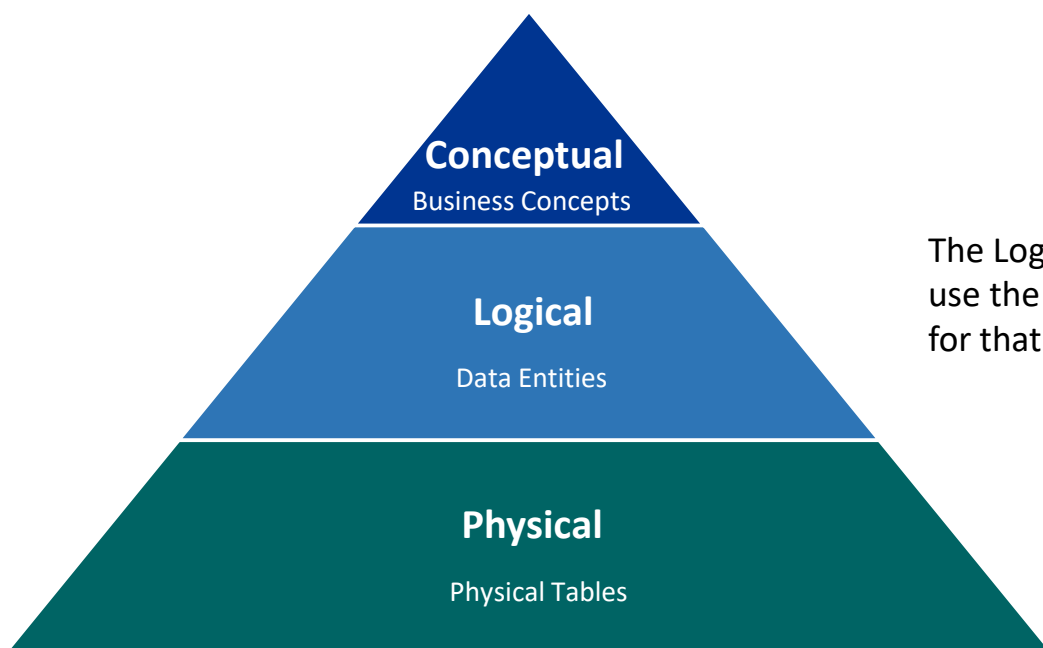 Conceptual
Business Concepts
Logical
Data Entities
The Log
use the
for that
Physical
Physical Tables